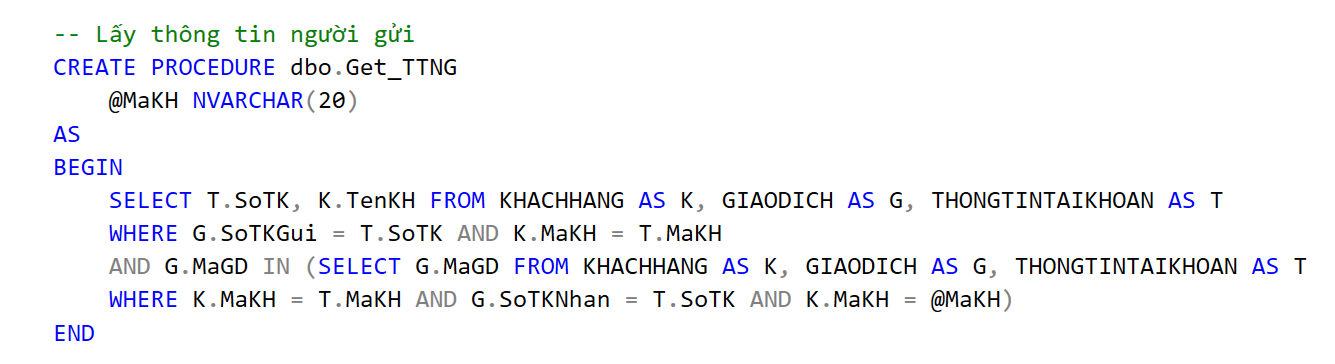 -- Lấy thông tin người gửi
CREATE PROCEDURE dbo.Get_TTNG
    @MaKH NVARCHAR(20)
AS
BEGIN
    SELECT T.SoTK, K.TenKH FROM KHACHHANG AS K, GIAODICH AS G, THONGTINTAIKHOAN AS T
    WHERE G.SoTKGui = T.SoTK AND K.MaKH = T.MaKH
    AND G.MaGD IN (SELECT G.MaGD FROM KHACHHANG AS K, GIAODICH AS G, THONGTINTAIKHOAN AS T
    WHERE K.MaKH = T.MaKH AND G.SoTKNhan = T.SoTK AND K.MaKH = @MaKH)
END